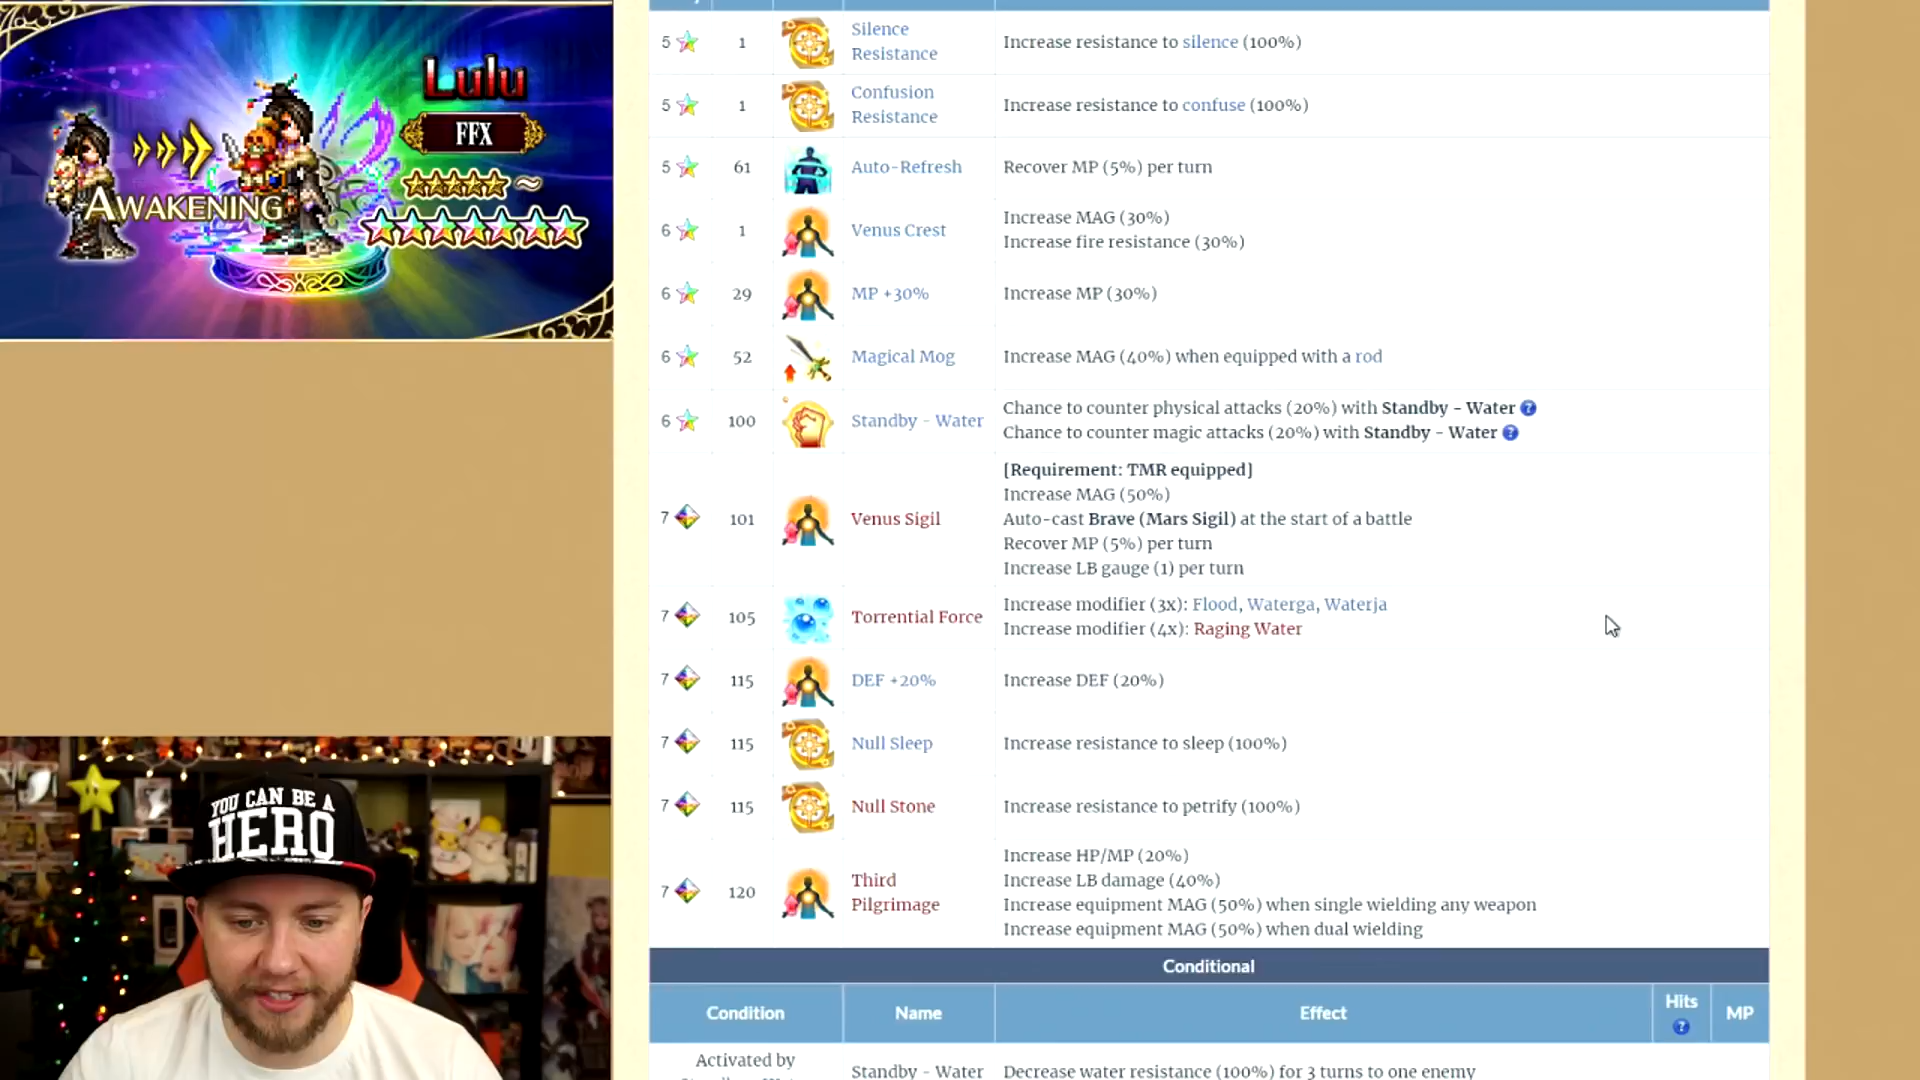 Lulu
FFX
AWAKENING
5 1 Silence Resistance Increase resistance to silence (100%)
5 1 Confusion Resistance Increase resistance to confuse (100%)
5 61 Auto-Refresh Recover MP (5%) per turn
6 1 Venus Crest Increase MAG (30%)
Increase fire resistance (30%)
6 29 MP +30% Increase MP (30%)
6 52 Magical Mog Increase MAG (40%) when equipped with a rod
6 100 Standby - Water Chance to counter physical attacks (20%) with Standby - Water ?
Chance to counter magic attacks (20%) with Standby - Water ?
7 101 Venus Sigil [Requirement: TMR equipped]
Increase MAG (50%)
Auto-cast Brave (Mars Sigil) at the start of a battle
Recover MP (5%) per turn
Increase LB gauge (1) per turn
7 105 Torrential Force Increase modifier (3x): Flood, Waterga, Waterja
Increase modifier (4x): Raging Water
7 115 DEF +20% Increase DEF (20%)
7 115 Null Sleep Increase resistance to sleep (100%)
7 115 Null Stone Increase resistance to petrify (100%)
7 120 Third Pilgrimage Increase HP/MP (20%)
Increase LB damage (40%)
Increase equipment MAG (50%) when single wielding any weapon
Increase equipment MAG (50%) when dual wielding
Conditional
Condition Name Effect Hits ? MP
Activated by
Standby - Water Decrease water resistance (100%) for 3 turns to one enemy
YOU CAN BE A
HERO